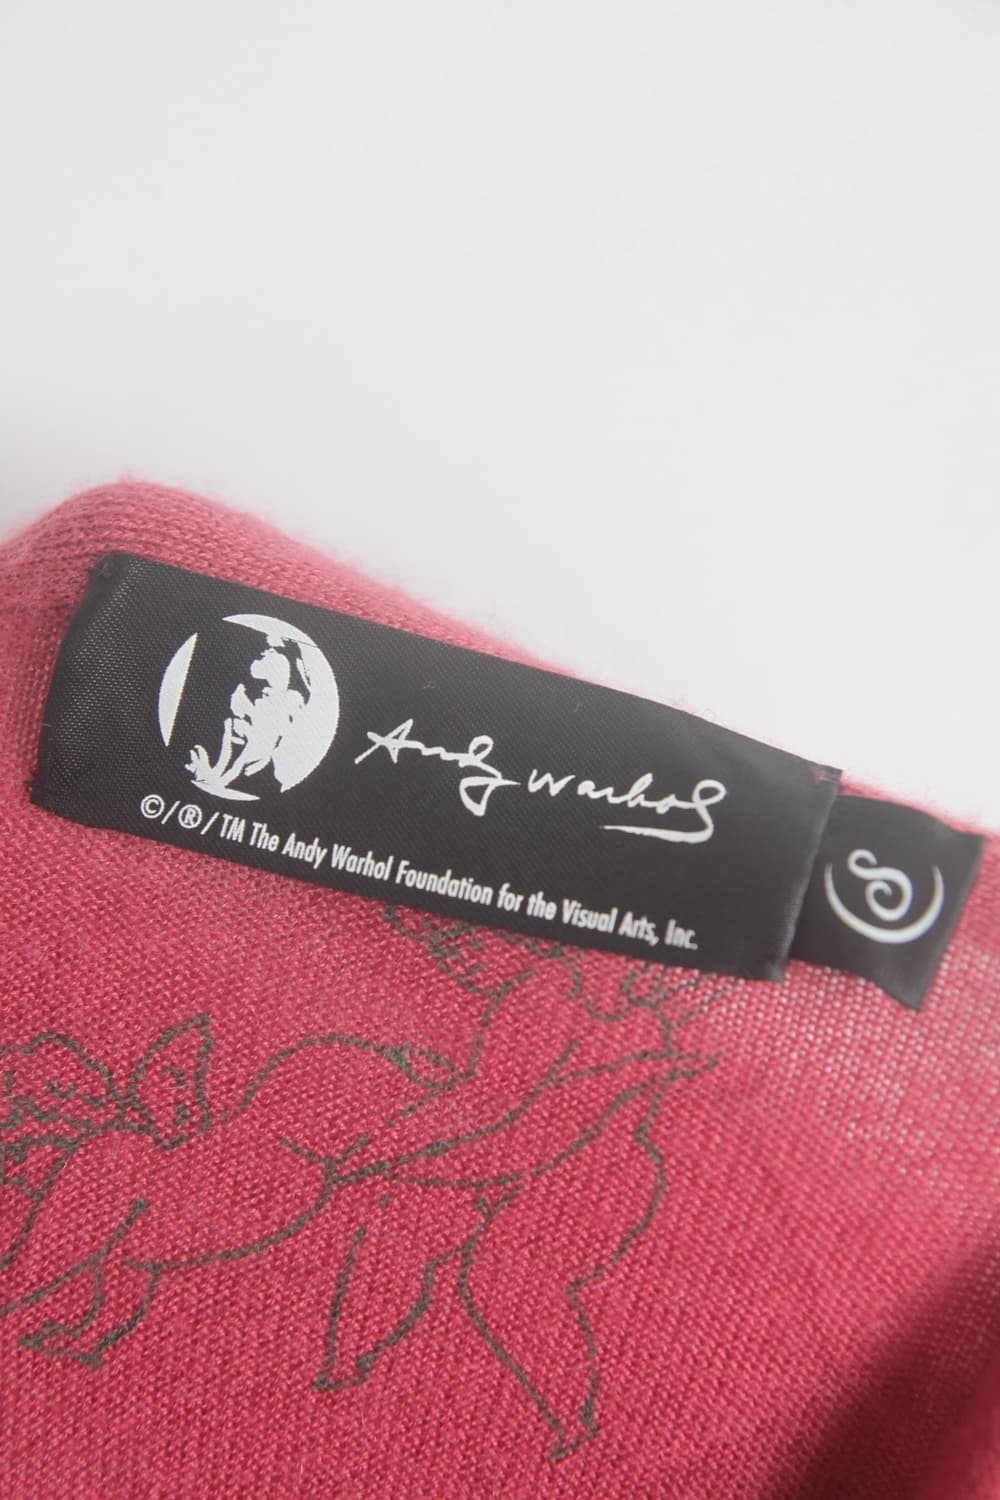 Andy Warhol
©/®/TM The Andy Warhol Foundation for the Visual Arts, Inc.
S